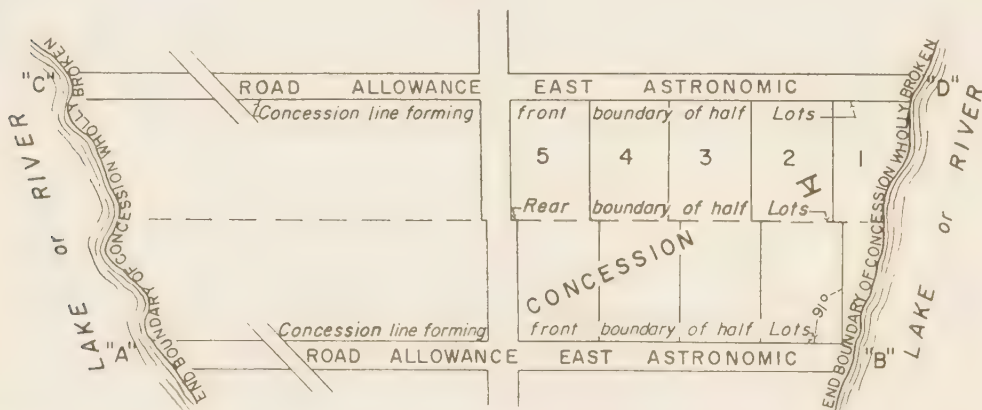 "C"
ROAD ALLOWANCE EAST ASTRONOMIC
"D"
Concession line forming front boundary of half Lots
5 4 3 2 1
V
Rear boundary of half Lots
CONCESSION
91°
Concession line forming front boundary of half Lots
"A"
ROAD ALLOWANCE EAST ASTRONOMIC
"B"
LAKE or RIVER
END BOUNDARY OF CONCESSION WHOLLY BROKEN
END BOUNDARY OF CONCESSION WHOLLY BROKEN
LAKE or RIVER